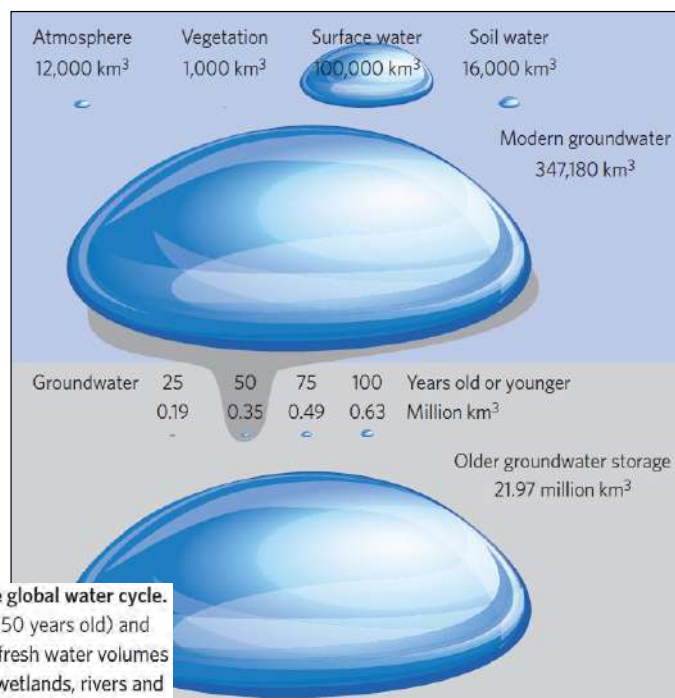 Atmosphere Vegetation Surface water Soil water
12,000 km³ 1,000 km³ 100,000 km³ 16,000 km³
Modern groundwater
347,180 km³
Groundwater 25 50 75 100 Years old or younger
0.19 0.35 0.49 0.63 Million km³
Older groundwater storage
21.97 million km³
global water cycle.
50 years old) and
fresh water volumes
wetlands, rivers and